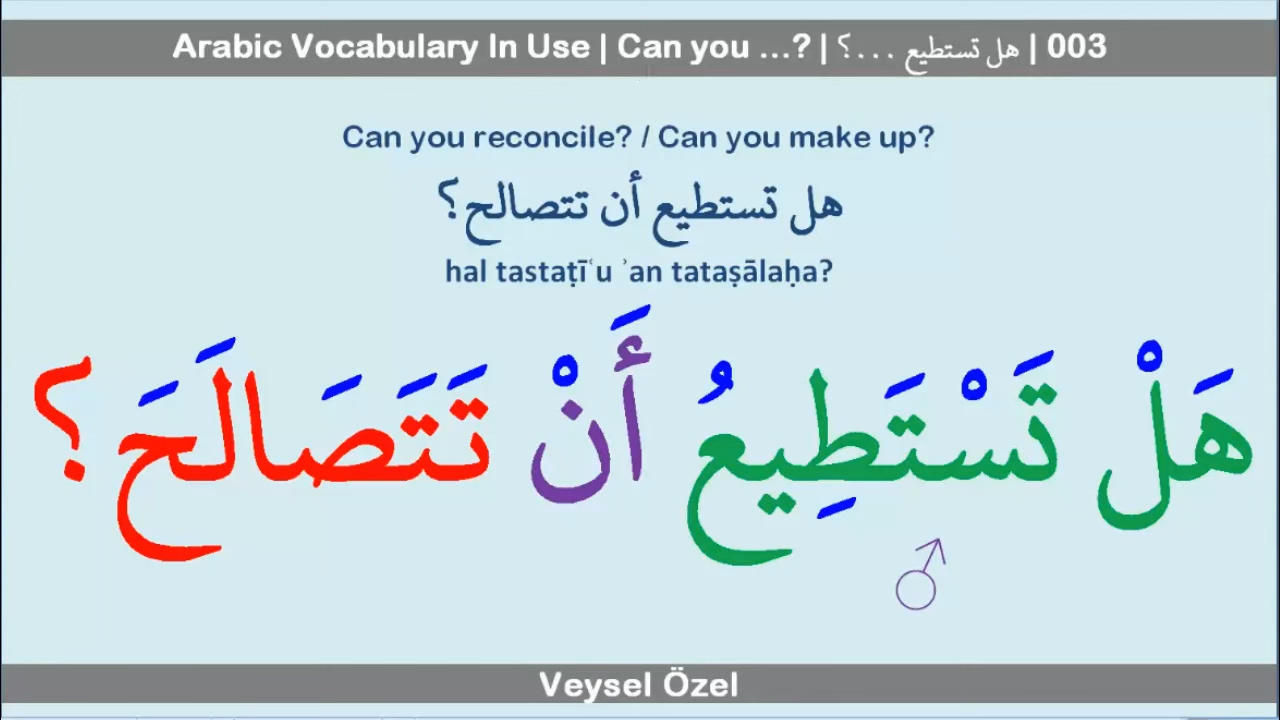 Arabic Vocabulary In Use | Can you ...? | هل تستطيع ...؟ | 003
Can you reconcile? / Can you make up?
هل تستطيع أن تتصالح؟
hal tastaṭīʿu ʾan tataṣālaḥa?
هَلْ تَسْتَطِيعُ أَنْ تَتَصَالَحَ؟
Veysel Özel